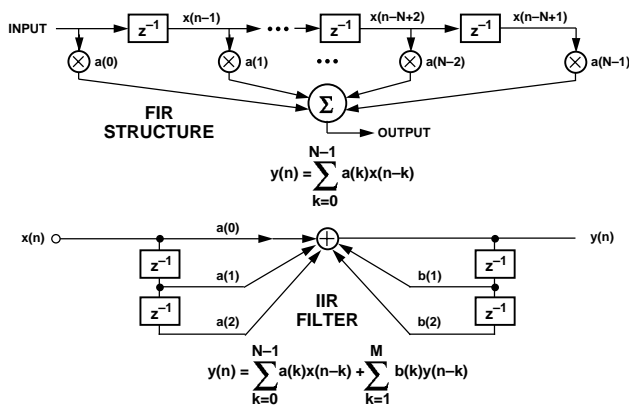 INPUT z⁻¹ x(n–1) ••• z⁻¹ x(n–N+2) z⁻¹ x(n–N+1)
a(0) a(1) ••• a(N–2) a(N–1)
FIR
STRUCTURE
Σ
OUTPUT
y(n) = N–1 ∑ k=0 a(k)x(n–k)
x(n) a(0) + y(n)
z⁻¹ z⁻¹
a(1) b(1)
z⁻¹ z⁻¹
a(2) b(2)
IIR
FILTER
y(n) = N–1 ∑ k=0 a(k)x(n–k) + M ∑ k=1 b(k)y(n–k)